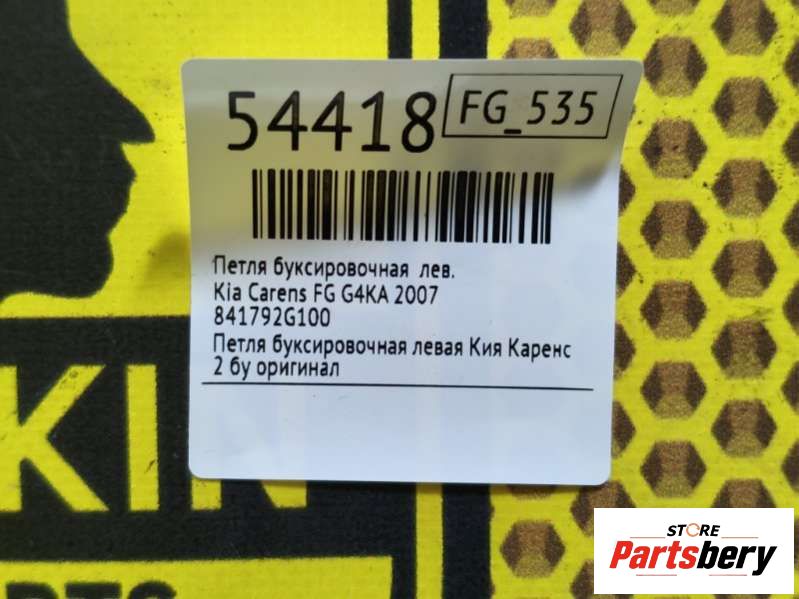 54418
FG_535
Петля буксировочная лев.
Kia Carens FG G4KA 2007
841792G100
Петля буксировочная левая Кия Каренс
2 бу оригинал
KIN
STORE
Partsbery